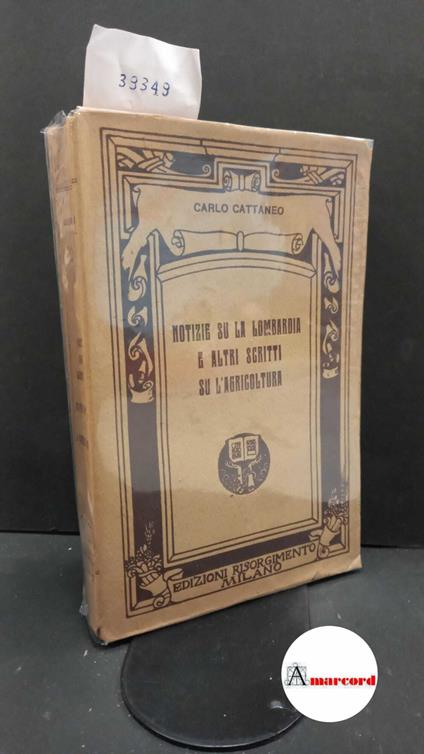 39349
CARLO CATTANEO
NOTIZIE SU LA LOMBARDIA
E ALTRI SCRITTI
SU L'AGRICOLTURA
EDIZIONI RISORGIMENTO
MILANO
Amarcord